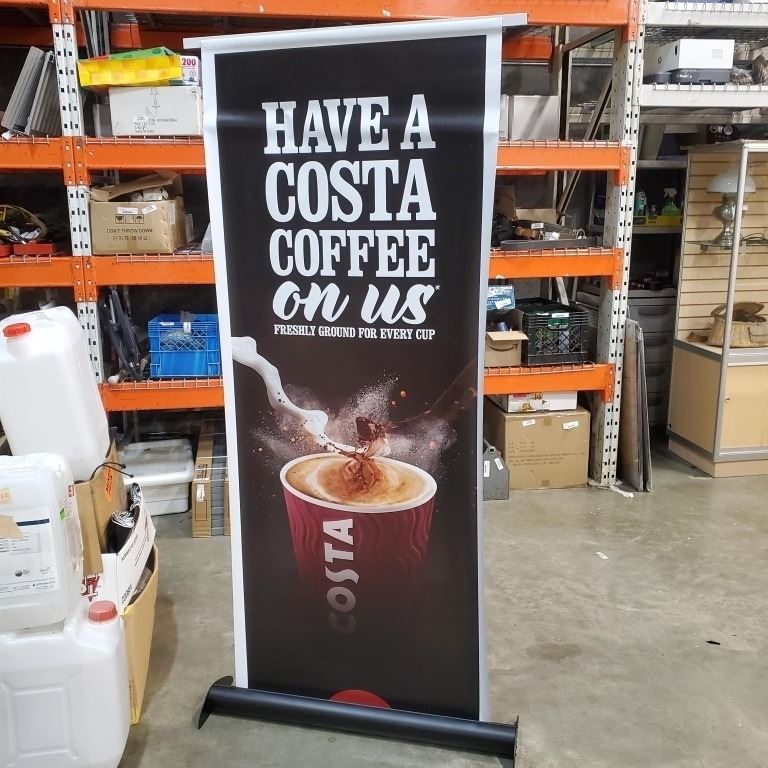 HAVE A
COSTA
COFFEE
on us*
FRESHLY GROUND FOR EVERY CUP
COSTA
200
DON'T THROW DOWN!